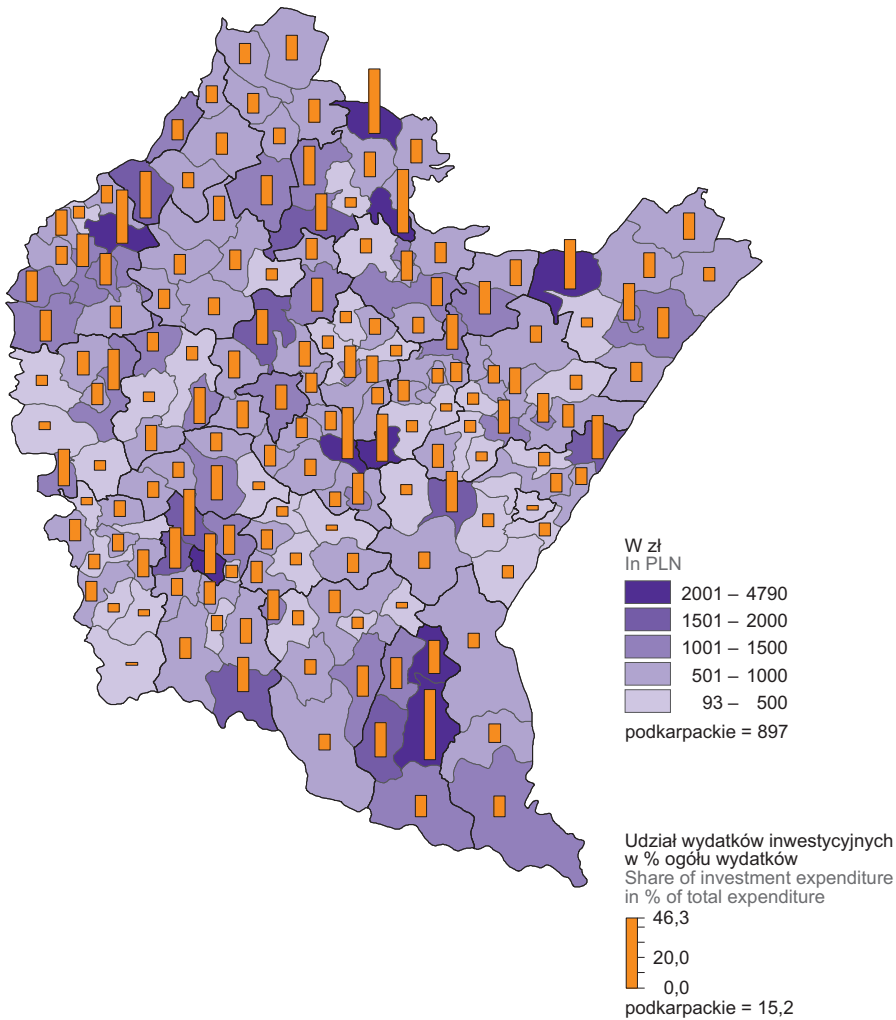 W zł
In PLN
2001 – 4790
1501 – 2000
1001 – 1500
501 – 1000
93 – 500
podkarpackie = 897
Udział wydatków inwestycyjnych
w % ogółu wydatków
Share of investment expenditure
in % of total expenditure
46,3
20,0
0,0
podkarpackie = 15,2